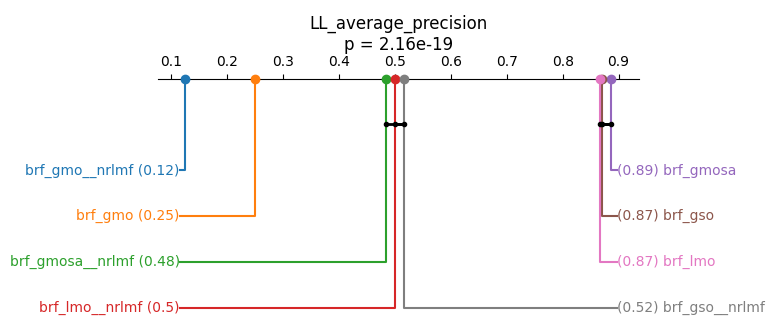 LL_average_precision
p = 2.16e-19
0.1 0.2 0.3 0.4 0.5 0.6 0.7 0.8 0.9
brf_gmo__nrlmf (0.12) (0.89) brf_gmosa
brf_gmo (0.25) (0.87) brf_gso
brf_gmosa__nrlmf (0.48) (0.87) brf_lmo
brf_lmo__nrlmf (0.5) (0.52) brf_gso__nrlmf